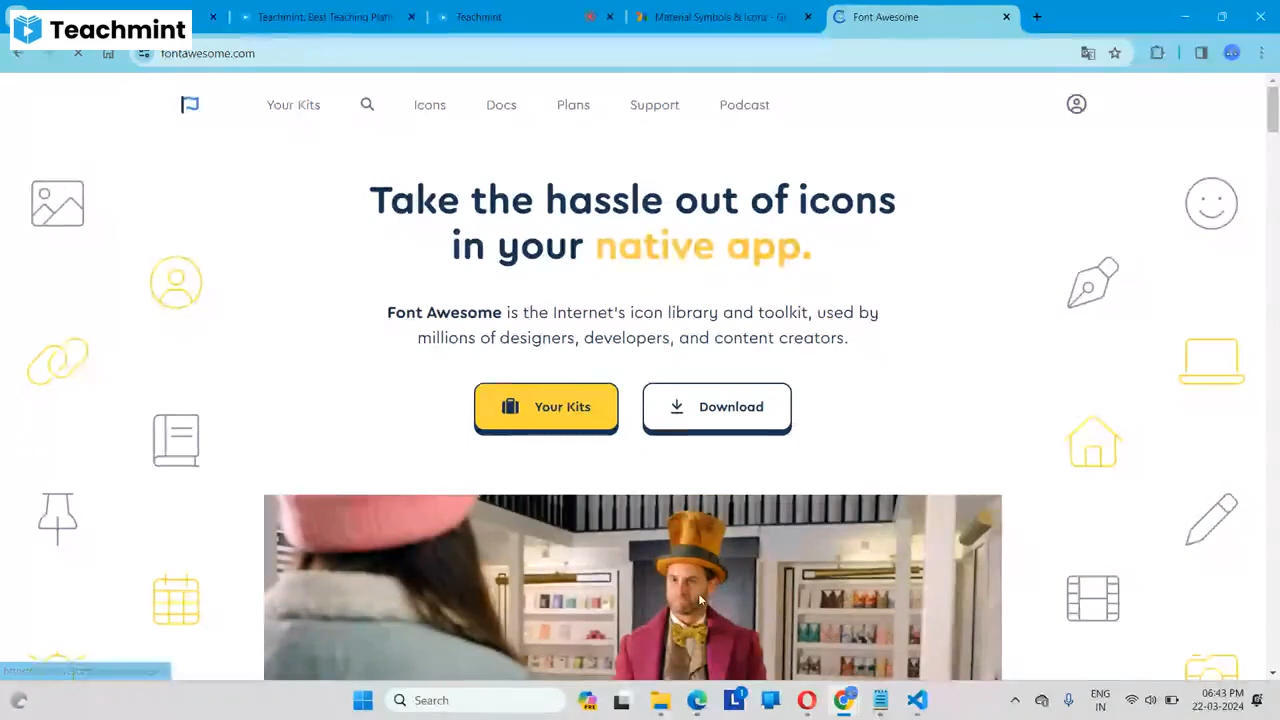 Teachmint
Teachmint: Best Teaching Platf
Teachmint
Material Symbols & Icons - G
Font Awesome
fontawesome.com
Your Kits
Icons
Docs
Plans
Support
Podcast
Take the hassle out of icons
in your native app.
Font Awesome is the Internet's icon library and toolkit, used by
millions of designers, developers, and content creators.
Your Kits
Download
Search
ENG
IN
06:43 PM
22-03-2024